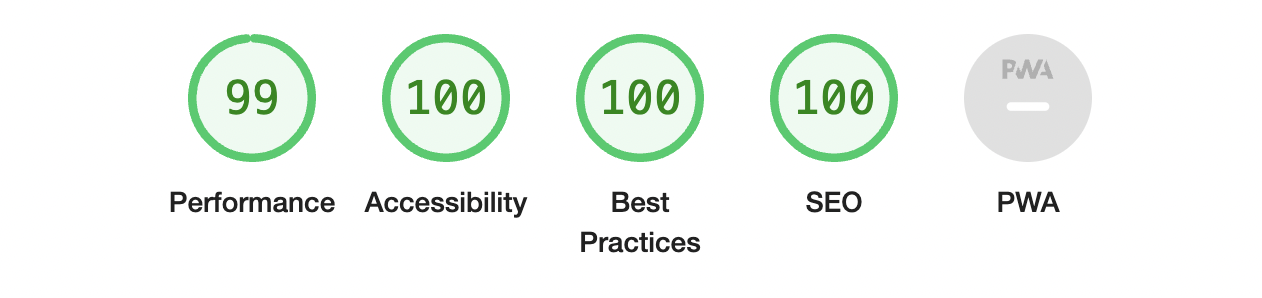 99 100 100 100 PWA
Performance Accessibility Best Practices SEO PWA